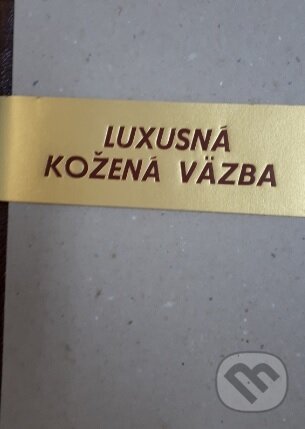 LUXUSNÁ
KOŽENÁ VÄZBA
m